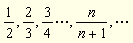 1/2, 2/3, 3/4 ⋯, n/(n+1), ⋯